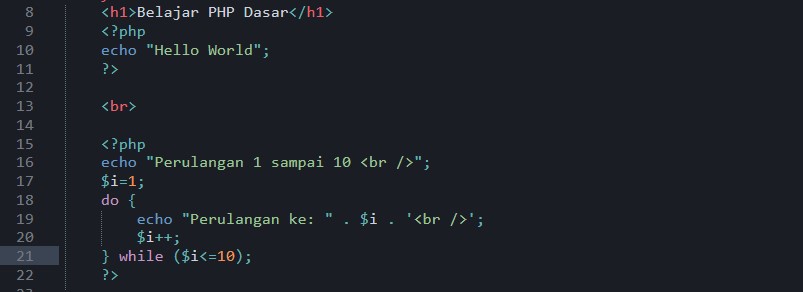 8 <h1>Belajar PHP Dasar</h1>
9 <?php
10 echo "Hello World";
11 ?>
12
13 <br>
14
15 <?php
16 echo "Perulangan 1 sampai 10 <br />";
17 $i=1;
18 do {
19 echo "Perulangan ke: " . $i . '<br />';
20 $i++;
21 } while ($i<=10);
22 ?>